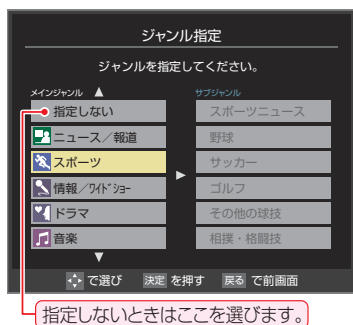 ジャンル指定
ジャンルを指定してください。
メインジャンル
サブジャンル
指定しない
スポーツニュース
ニュース／報道
野球
スポーツ
サッカー
情報／ﾜｲﾄﾞｼｮｰ
ゴルフ
ドラマ
その他の球技
音楽
相撲・格闘技
で選び 決定 を押す 戻る で前画面
指定しないときはここを選びます。